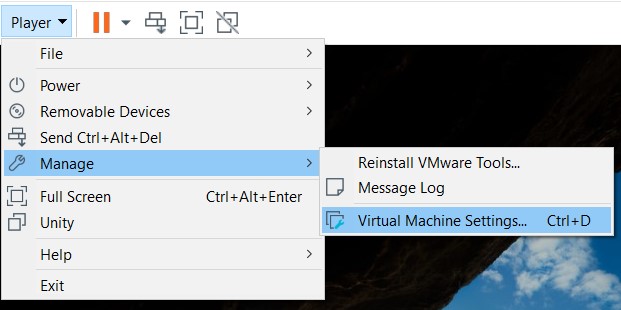 Player
File
Power
Removable Devices
Send Ctrl+Alt+Del
Manage
Reinstall VMware Tools...
Message Log
Full Screen Ctrl+Alt+Enter
Unity
Virtual Machine Settings... Ctrl+D
Help
Exit